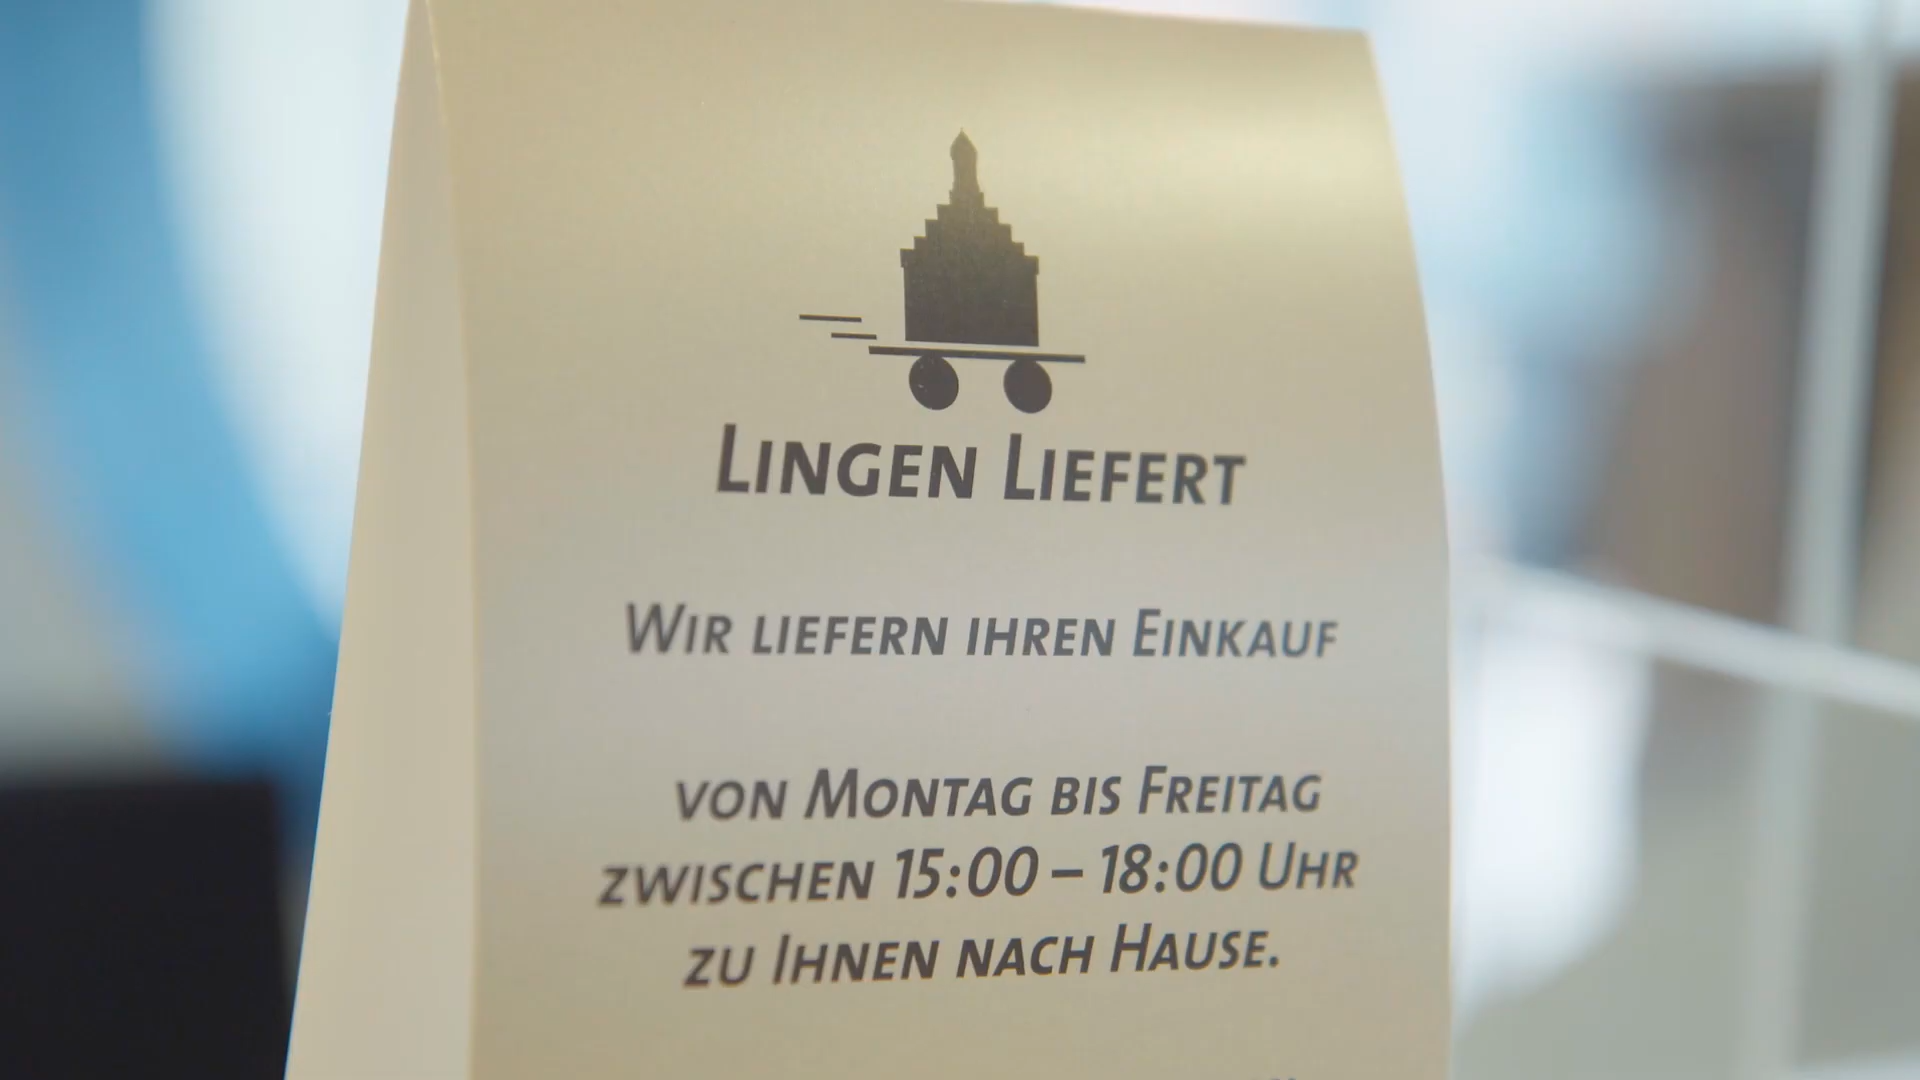 Lingen Liefert
Wir liefern ihren Einkauf
von Montag bis Freitag
zwischen 15:00 – 18:00 Uhr
zu Ihnen nach Hause.